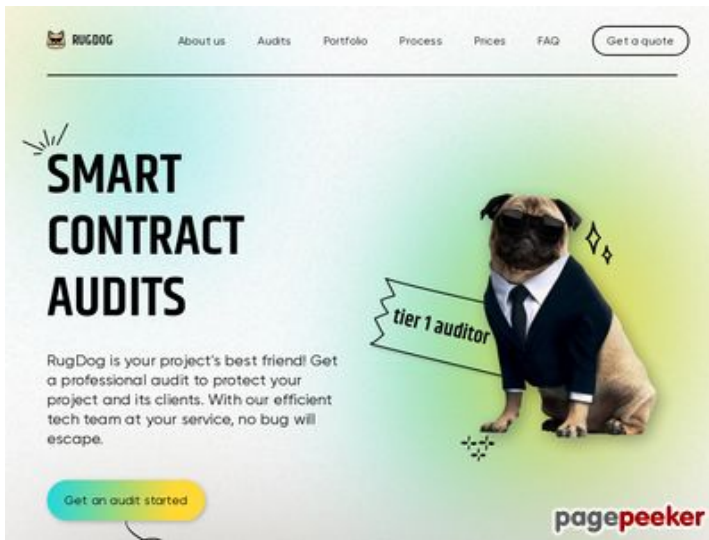 RUGDOG
About us Audits Portfolio Process Prices FAQ Get a quote
SMART
CONTRACT
AUDITS
tier 1 auditor
RugDog is your project's best friend! Get
a professional audit to protect your
project and its clients. With our efficient
tech team at your service, no bug will
escape.
Get an audit started
pagepeeker